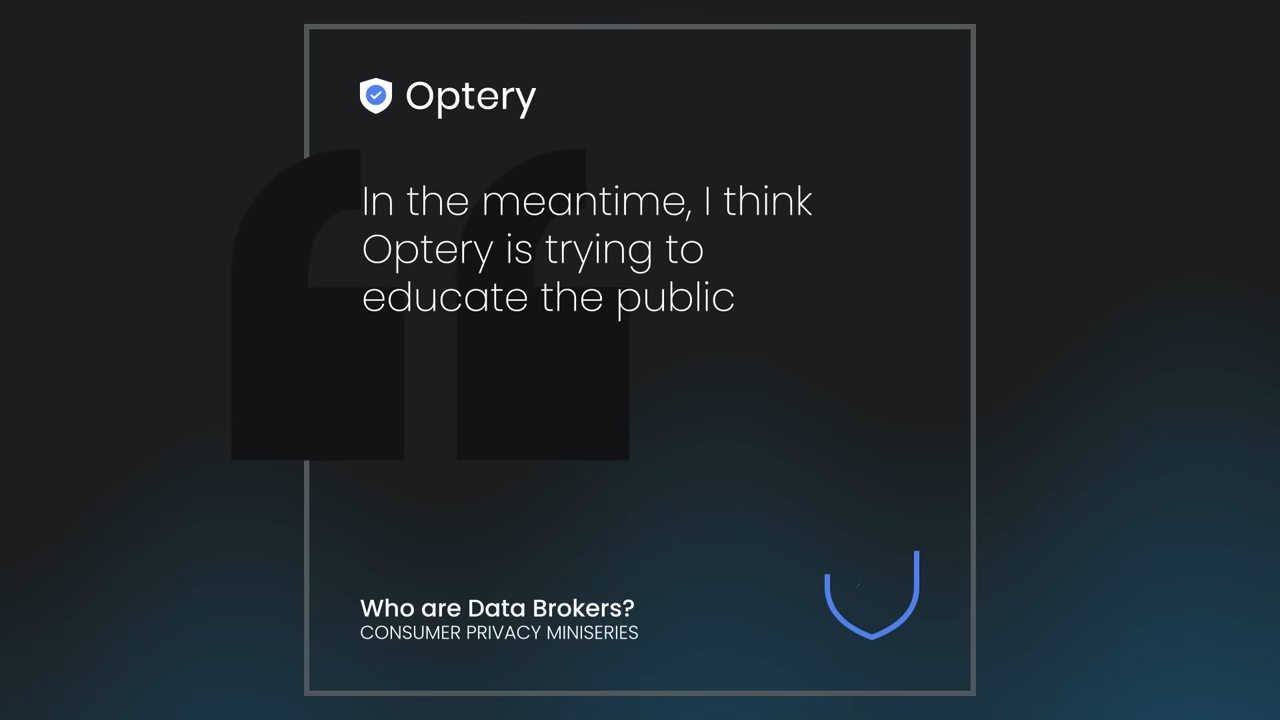 Optery
In the meantime, I think
Optery is trying to
educate the public
Who are Data Brokers?
CONSUMER PRIVACY MINISERIES